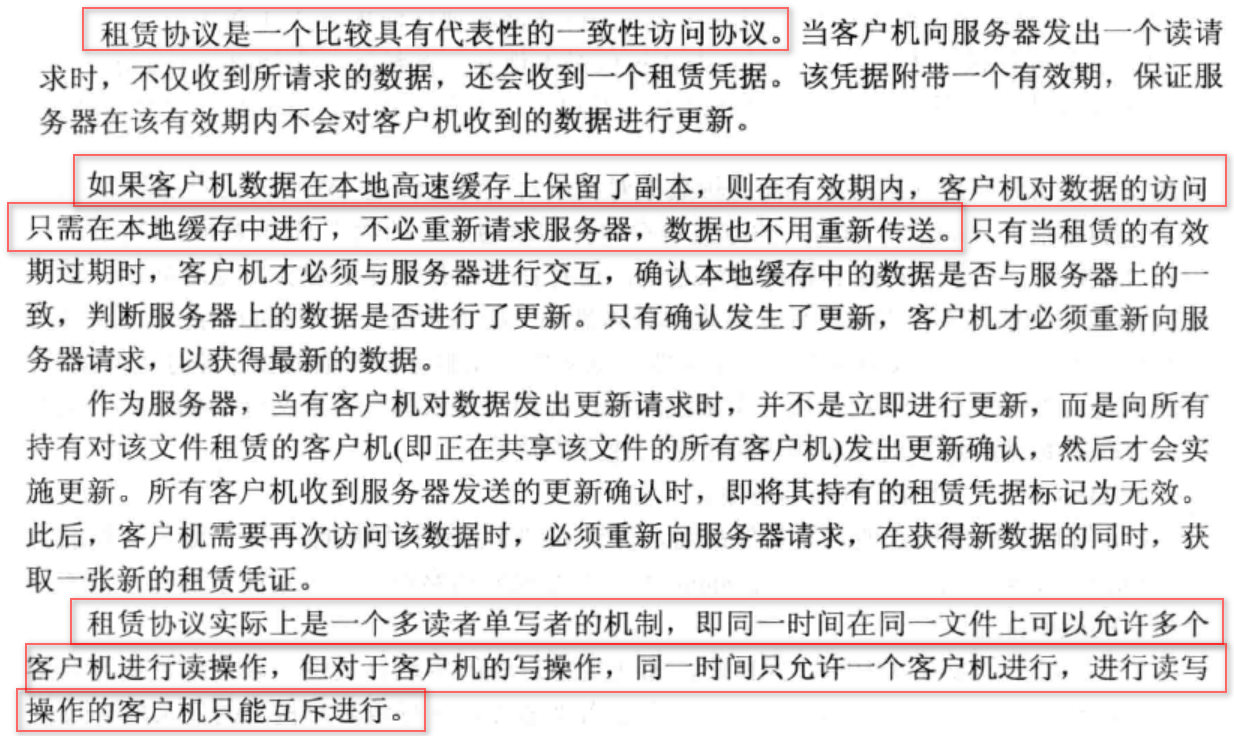 租赁协议是一个比较具有代表性的一致性访问协议。当客户机向服务器发出一个读请
求时，不仅收到所请求的数据，还会收到一个租赁凭据。该凭据附带一个有效期，保证服
务器在该有效期内不会对客户机收到的数据进行更新。
如果客户机数据在本地高速缓存上保留了副本，则在有效期内，客户机对数据的访问
只需在本地缓存中进行，不必重新请求服务器，数据也不用重新传送。只有当租赁的有效
期过期时，客户机才必须与服务器进行交互，确认本地缓存中的数据是否与服务器上的一
致，判断服务器上的数据是否进行了更新。只有确认发生了更新，客户机才必须重新向服
务器请求，以获得最新的数据。
作为服务器，当有客户机对数据发出更新请求时，并不是立即进行更新，而是向所有
持有对该文件租赁的客户机(即正在共享该文件的所有客户机)发出更新确认，然后才会实
施更新。所有客户机收到服务器发送的更新确认时，即将其持有的租赁凭据标记为无效。
此后，客户机需要再次访问该数据时，必须重新向服务器请求，在获得新数据的同时，获
取一张新的租赁凭证。
租赁协议实际上是一个多读者单写者的机制，即同一时间在同一文件上可以允许多个
客户机进行读操作，但对于客户机的写操作，同一时间只允许一个客户机进行，进行读写
操作的客户机只能互斥进行。